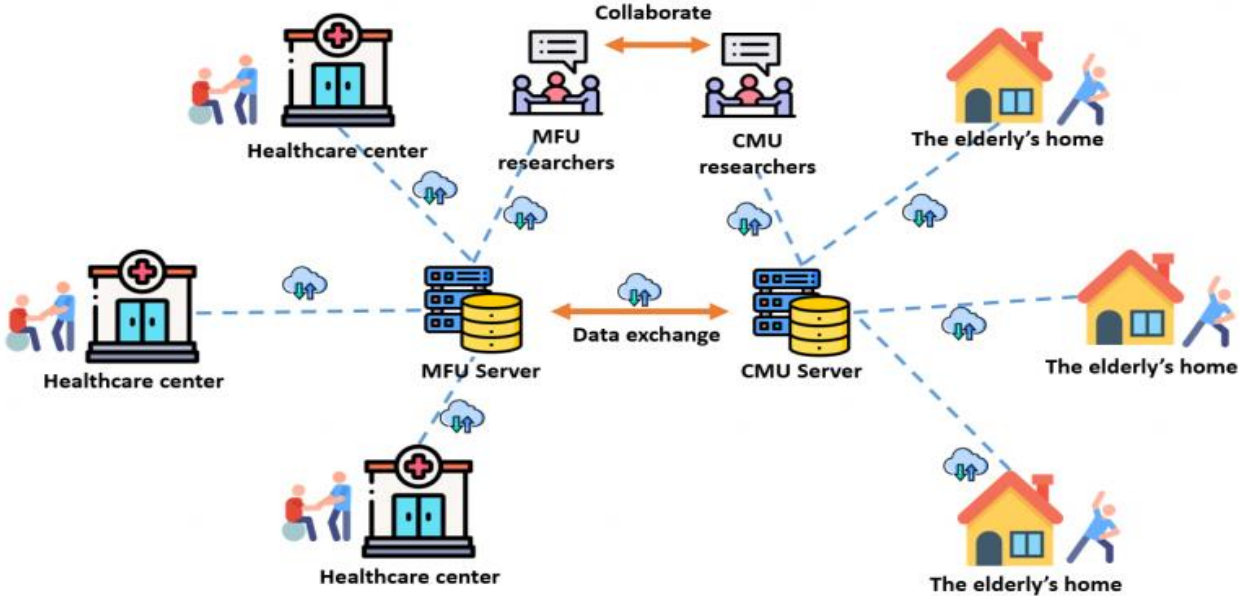 Collaborate
Healthcare center
MFU
researchers
CMU
researchers
The elderly's home
Healthcare center
MFU Server
Data exchange
CMU Server
The elderly's home
Healthcare center
The elderly's home